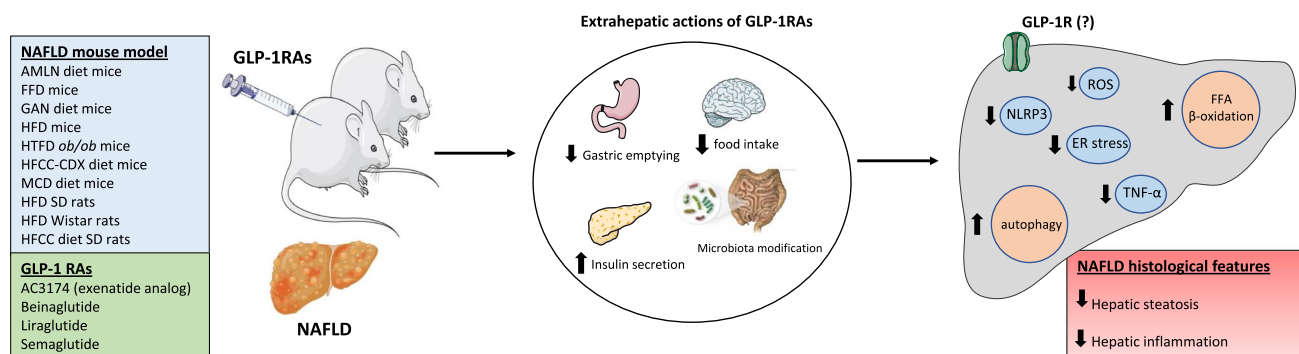 NAFLD mouse model
AMLN diet mice
FFD mice
GAN diet mice
HFD mice
HTFD ob/ob mice
HFCC-CDX diet mice
MCD diet mice
HFD SD rats
HFD Wistar rats
HFCC diet SD rats
GLP-1 RAs
AC3174 (exenatide analog)
Beinaglutide
Liraglutide
Semaglutide
GLP-1RAs
NAFLD
Extrahepatic actions of GLP-1RAs
Gastric emptying
food intake
Insulin secretion
Microbiota modification
GLP-1R (?)
ROS
NLRP3
ER stress
TNF-α
FFA
β-oxidation
autophagy
NAFLD histological features
Hepatic steatosis
Hepatic inflammation